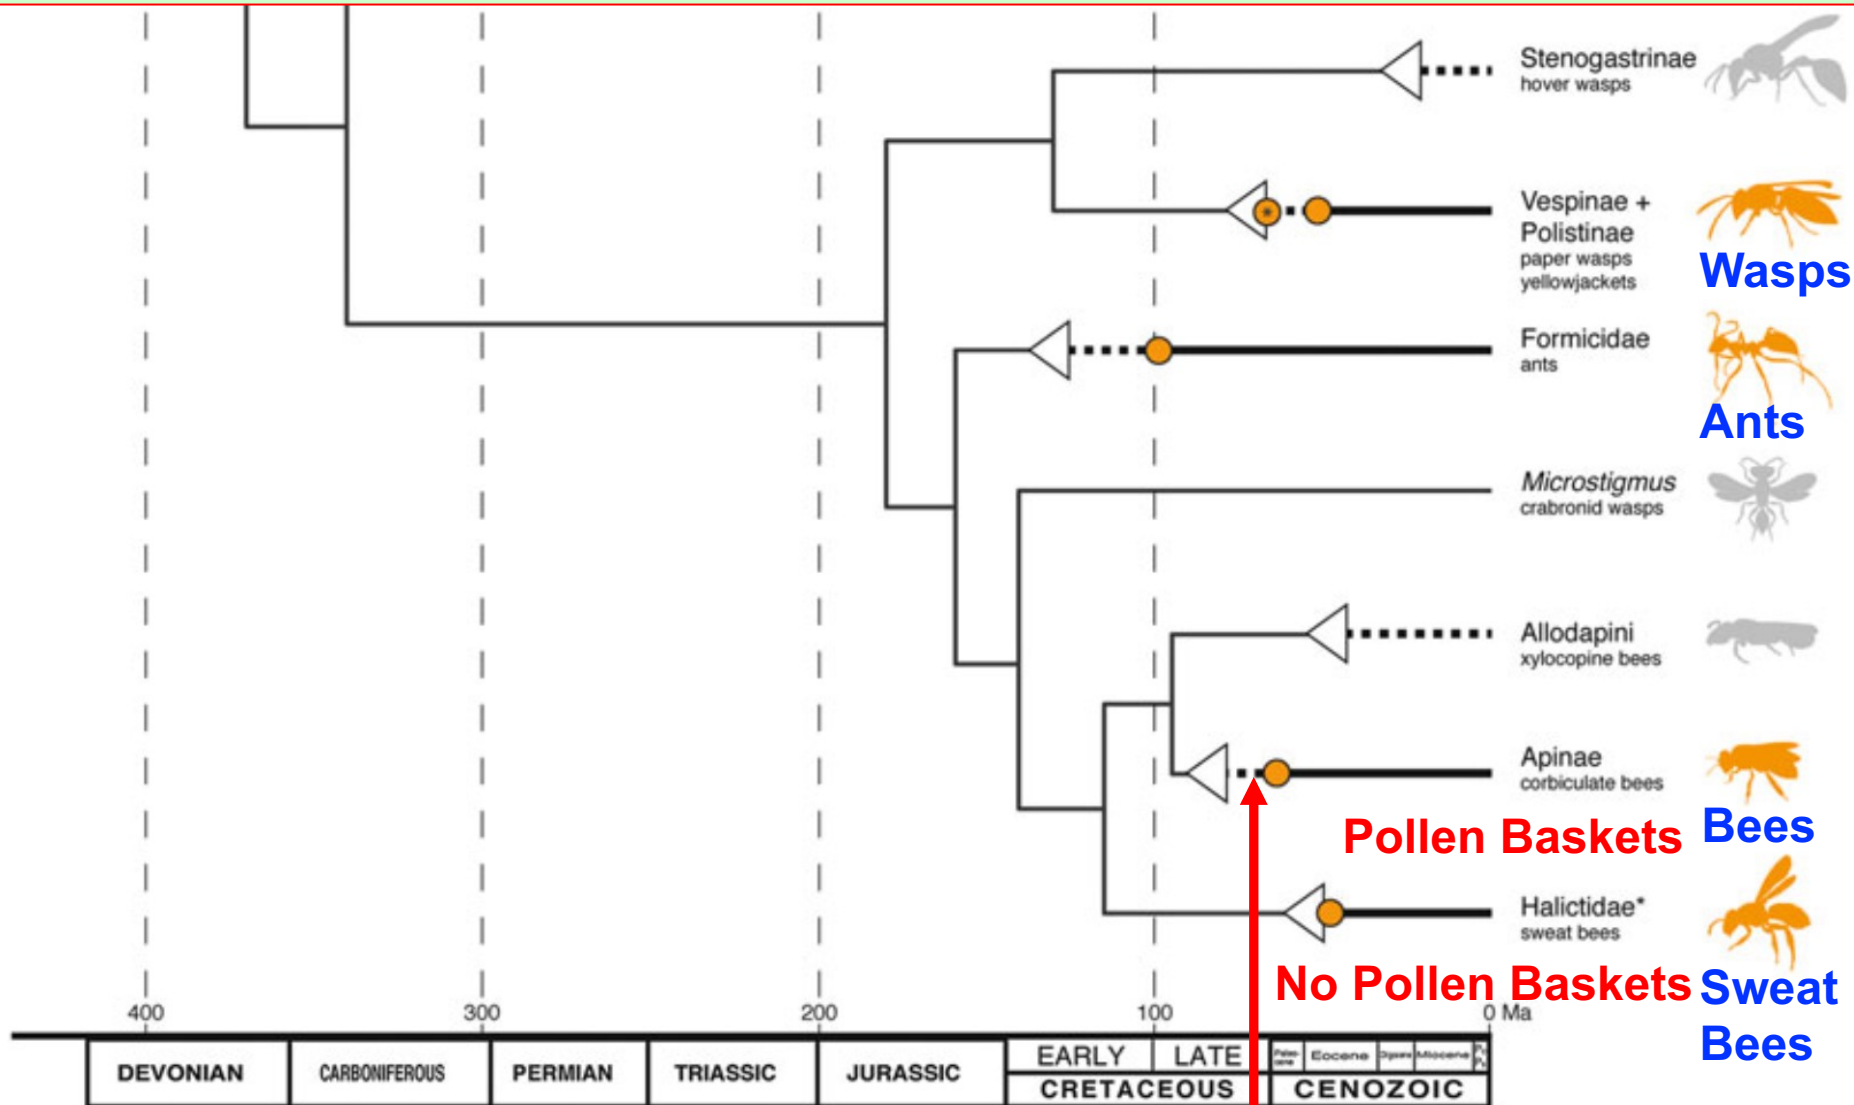 Stenogastrinae
hover wasps
Vespinae +
Polistinae
paper wasps
yellowjackets
Wasps
Formicidae
ants
Ants
Microstigmus
crabronid wasps
Allodapini
xylocopine bees
Apinae
corbiculate bees
Pollen Baskets
Bees
Halictidae*
sweat bees
No Pollen Baskets
Sweat
Bees
400 300 200 100 0 Ma
DEVONIAN CARBONIFEROUS PERMIAN TRIASSIC JURASSIC EARLY LATE Eocene Miocene
CRETACEOUS CENOZOIC